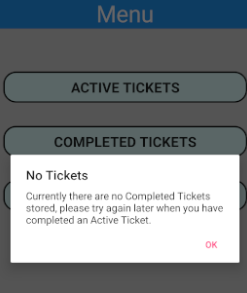 Menu
ACTIVE TICKETS
COMPLETED TICKETS
No Tickets
Currently there are no Completed Tickets
stored, please try again later when you have
completed an Active Ticket.
OK